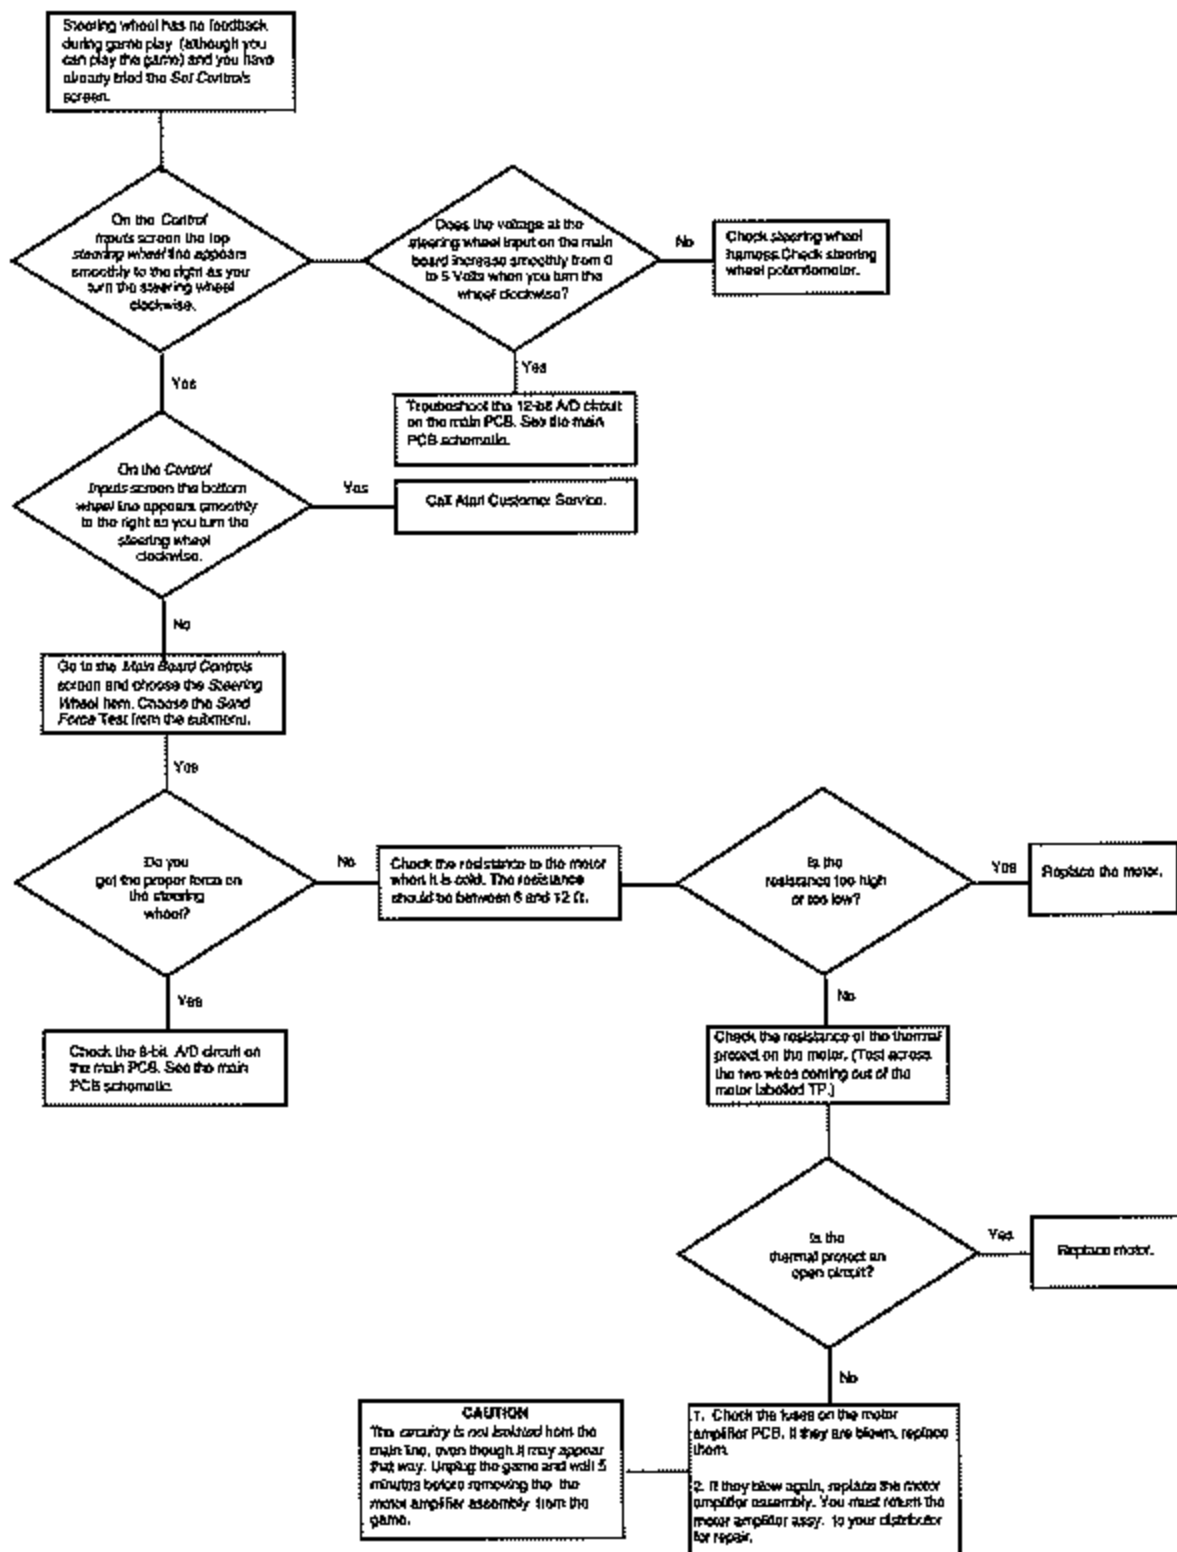 Steering wheel has no feedback
during game play (although you
can play the game) and you have
already tried the Set Controls
screen.
On the Control
Inputs screen the top
steering wheel line appears
smoothly to the right as you
turn the steering wheel
clockwise.
Does the voltage at the
steering wheel input on the main
board increase smoothly from 0
to 5 Volts when you turn the
wheel clockwise?
No
Check steering wheel
harness. Check steering
wheel potentiometer.
Yes
Yes
Troubeshoot the 12-bit A/D circuit
on the main PCB. See the main
PCB schematic.
On the Control
Inputs screen the bottom
wheel line appears smoothly
to the right as you turn the
steering wheel
clockwise.
Yes
Call Atari Customer Service.
No
Go to the Main Board Controls
screen and choose the Steering
Wheel item. Choose the Send
Force Test from the submenu.
Yes
Do you
get the proper force on
the steering
wheel?
No
Check the resistance to the motor
when it is cold. The resistance
should be between 6 and 12 Ω.
Is the
resistance too high
or too low?
Yes
Replace the motor.
Yes
Check the 8-bit A/D circuit on
the main PCB. See the main
PCB schematic.
No
Check the resistance of the thermal
protect on the motor. (Test across
the two wires coming out of the
motor labelled TP.)
Is the
thermal protect an
open circuit?
Yes
Replace motor.
No
CAUTION
The circuitry is not isolated from the
main line, even though it may appear
that way. Unplug the game and wait 5
minutes before removing the the
motor amplifier assembly from the
game.
1. Check the fuses on the motor
amplifier PCB. If they are blown, replace
them.
2. If they blow again, replace the motor
amplifier assembly. You must return the
motor amplifier assy. to your distributor
for repair.